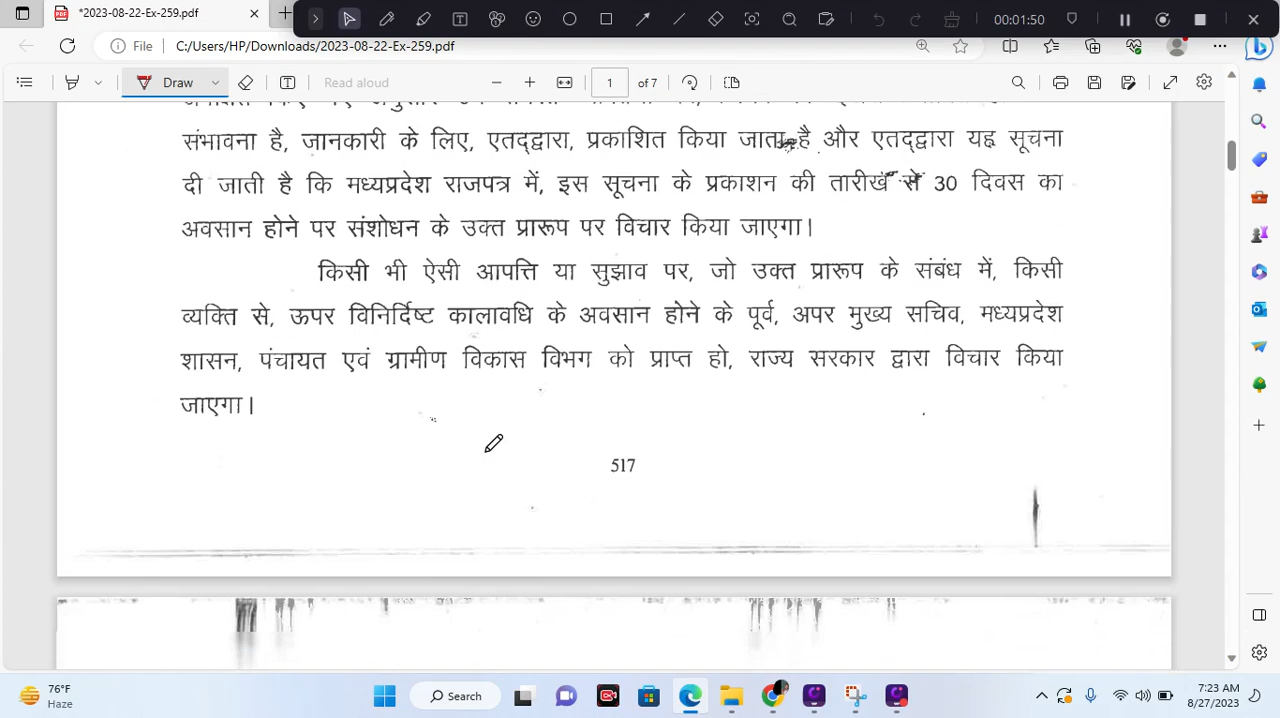 *2023-08-22-Ex-259.pdf
00:01:50
File C:/Users/HP/Downloads/2023-08-22-Ex-259.pdf
Draw Read aloud 1 of 7
संभावना है, जानकारी के लिए, एतद्द्वारा, प्रकाशित किया जाता है और एतद्द्वारा यह सूचना
दी जाती है कि मध्यप्रदेश राजपत्र में, इस सूचना के प्रकाशन की तारीख से 30 दिवस का
अवसान होने पर संशोधन के उक्त प्रारूप पर विचार किया जाएगा।
किसी भी ऐसी आपत्ति या सुझाव पर, जो उक्त प्रारूप के संबंध में, किसी
व्यक्ति से, ऊपर विनिर्दिष्ट कालावधि के अवसान होने के पूर्व, अपर मुख्य सचिव, मध्यप्रदेश
शासन, पंचायत एवं ग्रामीण विकास विभग को प्राप्त हो, राज्य सरकार द्वारा विचार किया
जाएगा।
517
76°F
Haze
Search
7:23 AM
8/27/2023